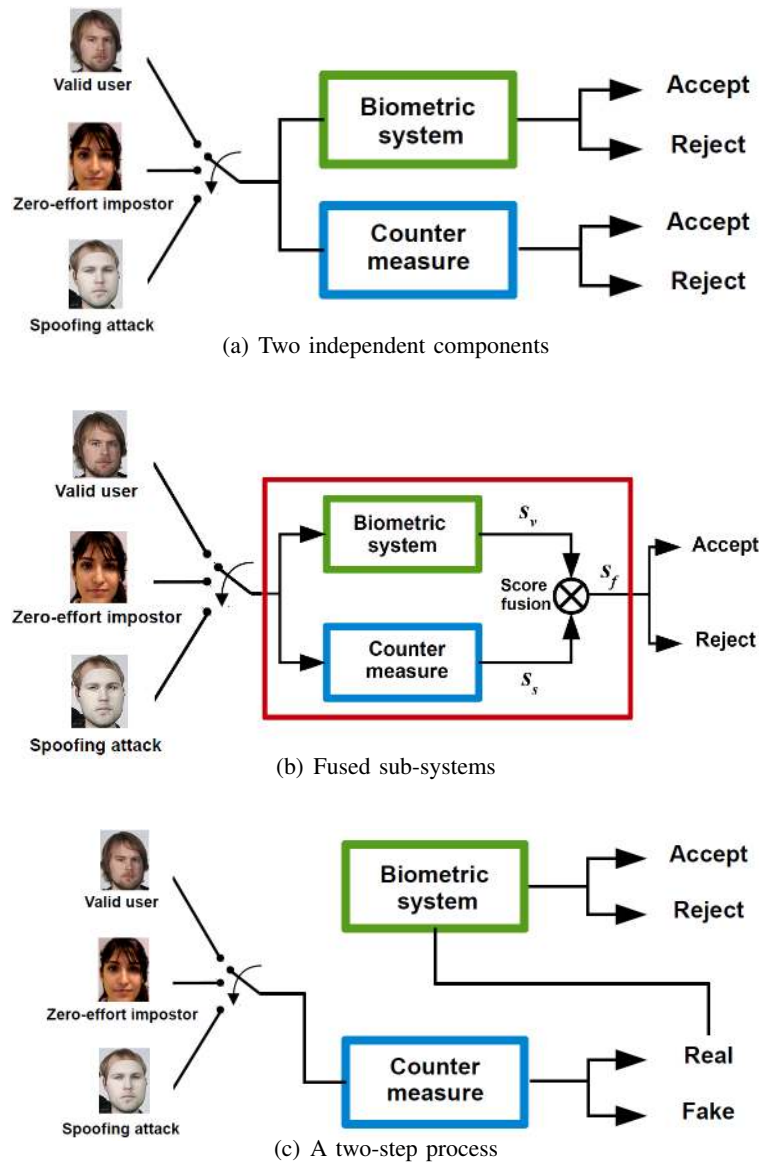 Valid user
Zero-effort impostor
Spoofing attack
Biometric
system
Counter
measure
Accept
Reject
Accept
Reject
(a) Two independent components
Valid user
Zero-effort impostor
Spoofing attack
Biometric
system
Counter
measure
s_v
Score
fusion
s_s
s_f
Accept
Reject
(b) Fused sub-systems
Valid user
Zero-effort impostor
Spoofing attack
Biometric
system
Accept
Reject
Counter
measure
Real
Fake
(c) A two-step process